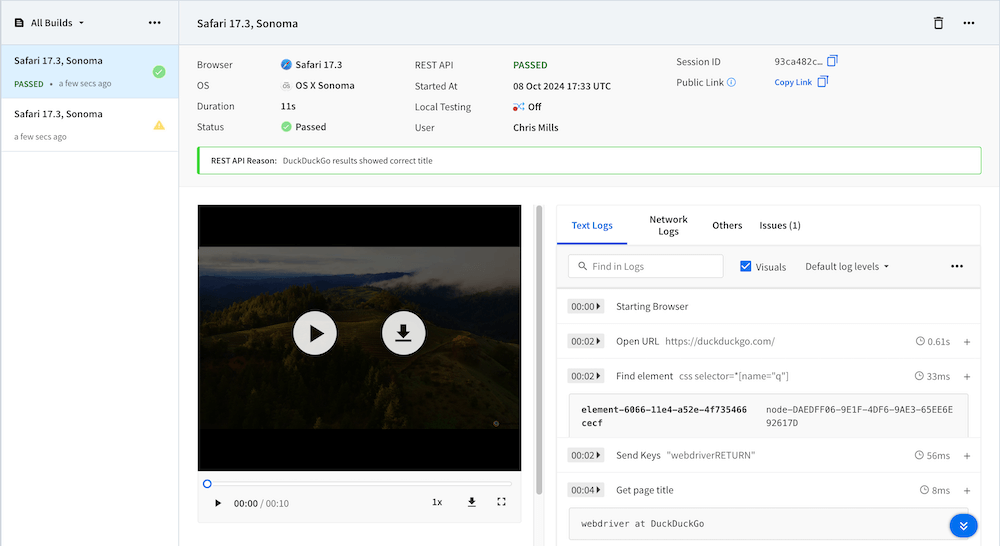 All Builds
Safari 17.3, Sonoma
Safari 17.3, Sonoma
PASSED • a few secs ago
Safari 17.3, Sonoma
a few secs ago
Browser Safari 17.3
OS OS X Sonoma
Duration 11s
Status Passed
REST API PASSED
Started At 08 Oct 2024 17:33 UTC
Local Testing Off
User Chris Mills
Session ID 93ca482c...
Public Link Copy Link
REST API Reason: DuckDuckGo results showed correct title
00:00 / 00:10 1x
Text Logs
Network
Logs
Others
Issues (1)
Find in Logs
Visuals
Default log levels
00:00 Starting Browser
00:02 Open URL https://duckduckgo.com/ 0.61s +
00:02 Find element css selector=*[name="q"] 33ms +
element-6066-11e4-a52e-4f735466 node-DAEDFF06-9E1F-4DF6-9AE3-65EE6E
cecf 92617D
00:02 Send Keys "webdriverRETURN" 56ms +
00:04 Get page title 8ms +
webdriver at DuckDuckGo